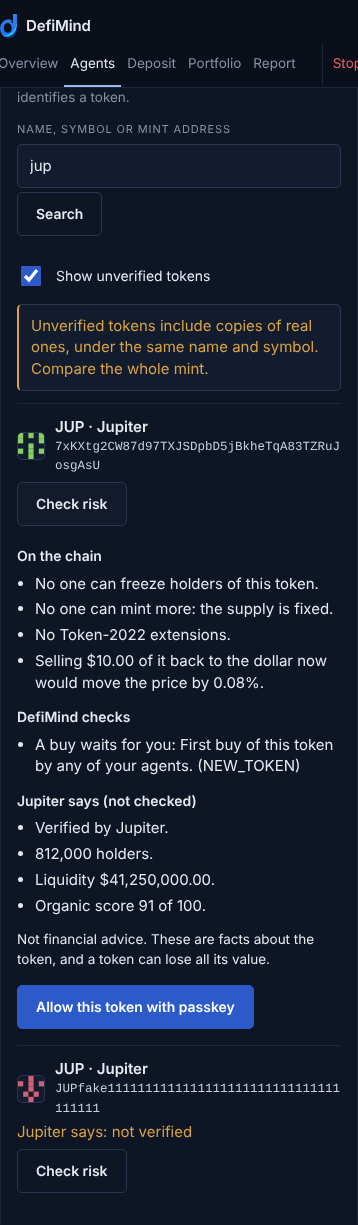 DefiMind
Overview Agents Deposit Portfolio Report Stop
identifies a token.
NAME, SYMBOL OR MINT ADDRESS
jup
Search
Show unverified tokens
Unverified tokens include copies of real
ones, under the same name and symbol.
Compare the whole mint.
JUP · Jupiter
7xKXtg2CW87d97TXJSDpbD5jBkheTqA83TZRuJ
osgAsU
Check risk
On the chain
• No one can freeze holders of this token.
• No one can mint more: the supply is fixed.
• No Token-2022 extensions.
• Selling $10.00 of it back to the dollar now
would move the price by 0.08%.
DefiMind checks
• A buy waits for you: First buy of this token
by any of your agents. (NEW_TOKEN)
Jupiter says (not checked)
• Verified by Jupiter.
• 812,000 holders.
• Liquidity $41,250,000.00.
• Organic score 91 of 100.
Not financial advice. These are facts about the
token, and a token can lose all its value.
Allow this token with passkey
JUP · Jupiter
JUPfake1111111111111111111111111111111
111111
Jupiter says: not verified
Check risk